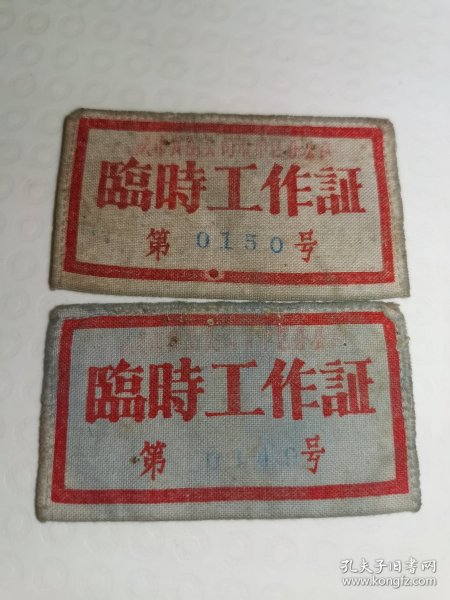 臨時工作証
第 0150 号
臨時工作証
第 0149 号
孔夫子旧书网
www.kongfz.com